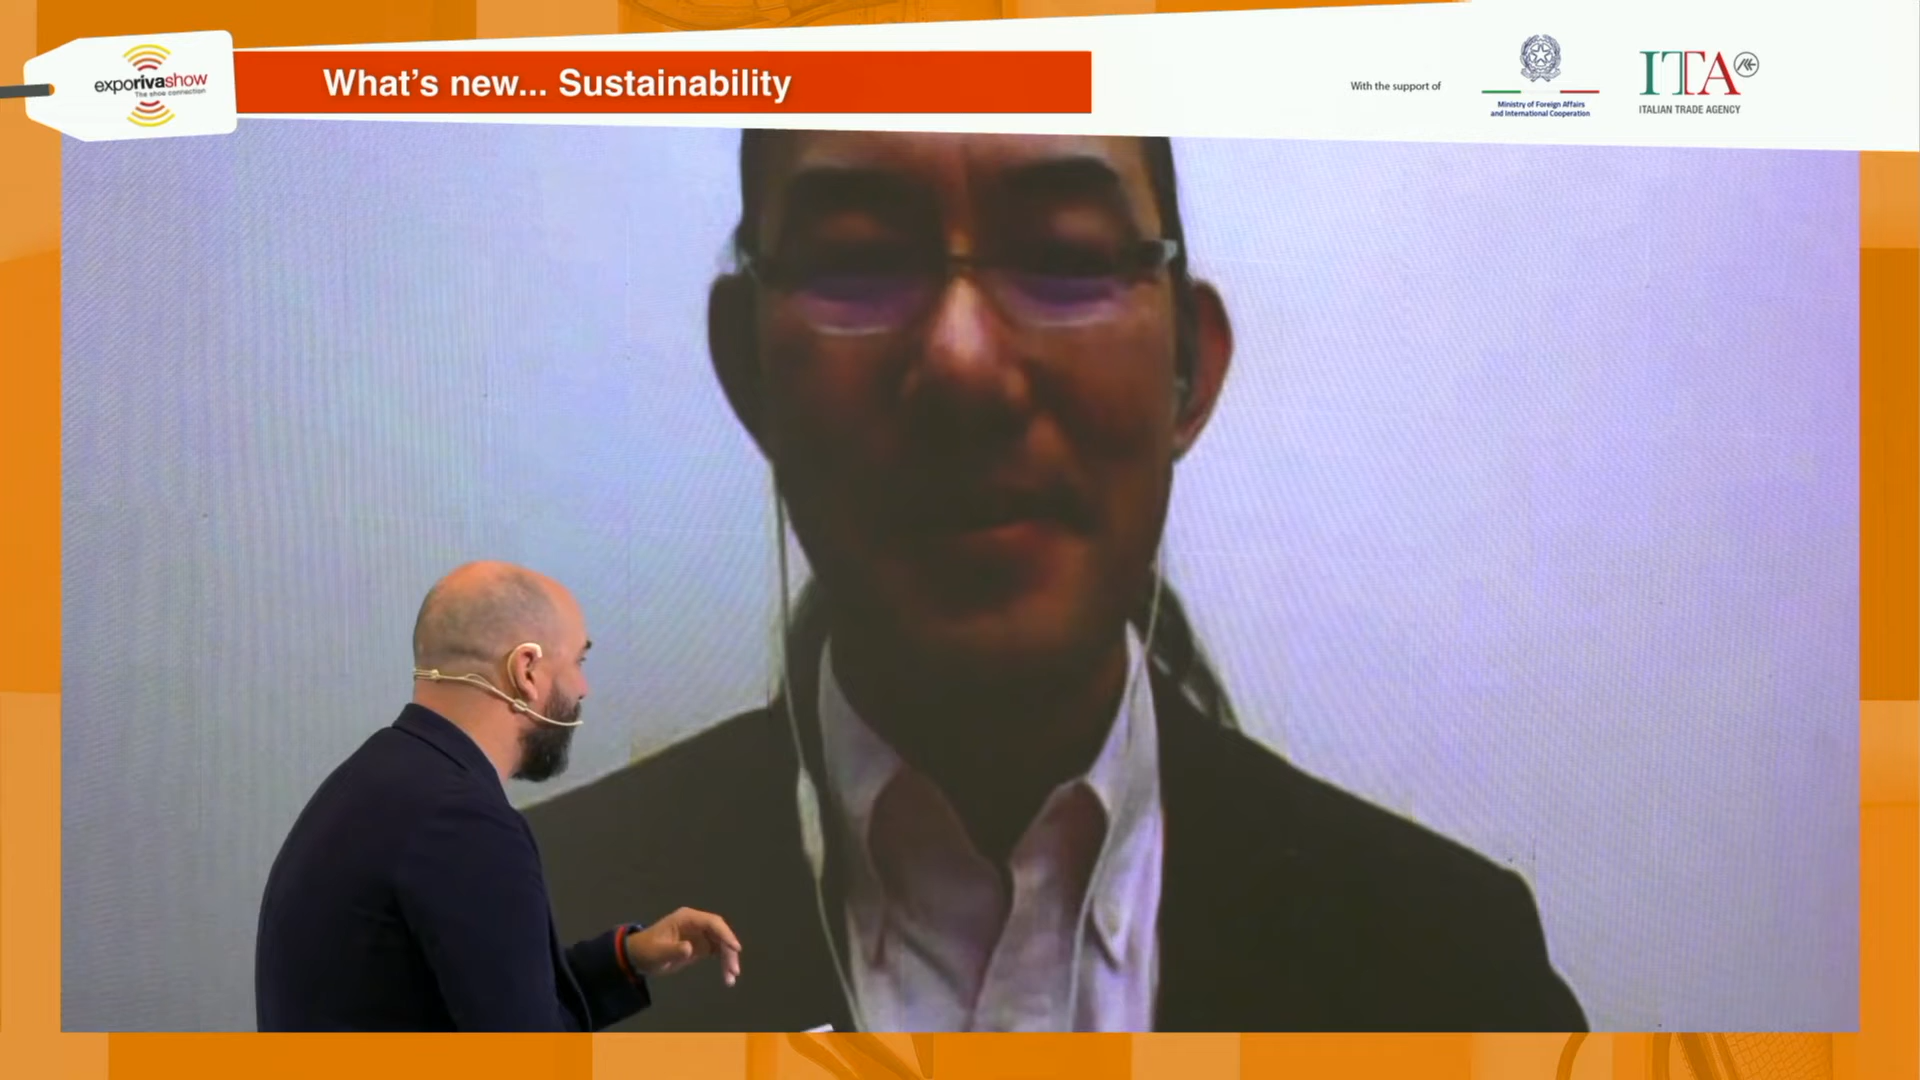 exporivashow
The shoe connection
What's new... Sustainability
With the support of
Ministry of Foreign Affairs
and International Cooperation
ITA
ITALIAN TRADE AGENCY